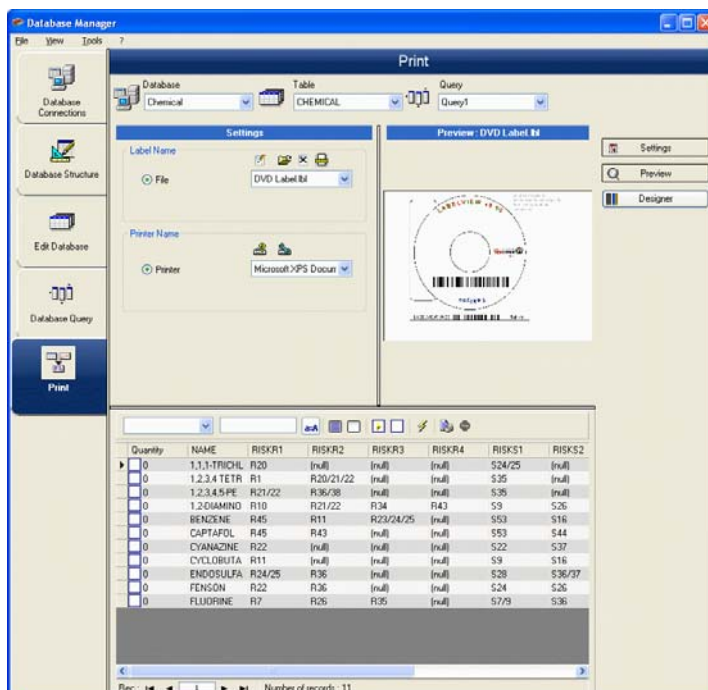 Database Manager
File View Tools ?
Print
Database
Connections
Database Structure
Edit Database
Database Query
Print
Database Table Query
Chemical CHEMICAL Query1
Settings
Label Name
File DVD Label.lbl
Printer Name
Printer Microsoft XPS Docum
Preview : DVD Label.lbl
Settings
Preview
Designer
Quantity NAME RISKR1 RISKR2 RISKR3 RISKR4 RISKS1 RISKS2
0 1,1,1-TRICHL R20 (null) (null) (null) S24/25 (null)
0 1,2,3,4 TETR R1 R20/21/22 (null) (null) S35 (null)
0 1,2,3,4,5-PE R21/22 R36/38 (null) (null) S35 (null)
0 1,2-DIAMINO R10 R21/22 R34 R43 S9 S26
0 BENZENE R45 R11 R23/24/25 (null) S53 S16
0 CAPTAFOL R45 R43 (null) (null) S53 S44
0 CYANAZINE R22 (null) (null) (null) S22 S37
0 CYCLOBUTA R11 (null) (null) (null) S9 S16
0 ENDOSULFA R24/25 R36 (null) (null) S28 S36/37
0 FENSON R22 R36 (null) (null) S24 S26
0 FLUORINE R7 R26 R35 (null) S7/9 S36
Rec : 1 Number of records : 11